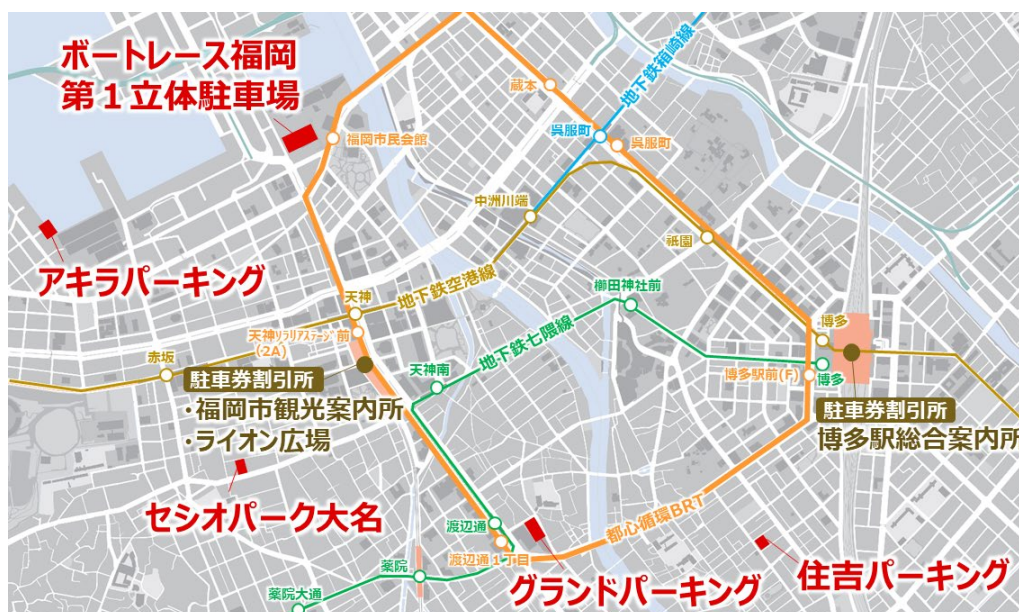 ボートレース福岡
第1立体駐車場
蔵本
地下鉄箱崎線
呉服町
呉服町
福岡市民会館
中洲川端
祇園
アキラパーキング
櫛田神社前
天神
地下鉄空港線
天神ソラリアステージ前
(2A)
地下鉄七隈線
博多
赤坂
駐車券割引所
・福岡市観光案内所
・ライオン広場
天神南
博多駅前(F)
博多
駐車券割引所
博多駅総合案内所
セシオパーク大名
渡辺通
都心循環BRT
渡辺通1丁目
薬院
グランドパーキング
住吉パーキング
薬院大通